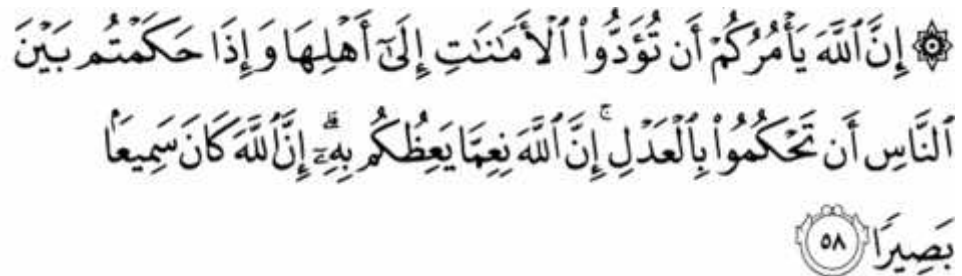 ۞ إِنَّ ٱللَّهَ يَأْمُرُكُمْ أَن تُؤَدُّوا۟ ٱلْأَمَـٰنَـٰتِ إِلَىٰٓ أَهْلِهَا وَإِذَا حَكَمْتُم بَيْنَ
ٱلنَّاسِ أَن تَحْكُمُوا۟ بِٱلْعَدْلِ ۚ إِنَّ ٱللَّهَ نِعِمَّا يَعِظُكُم بِهِۦٓ ۗ إِنَّ ٱللَّهَ كَانَ سَمِيعًۢا
بَصِيرًا ٥٨